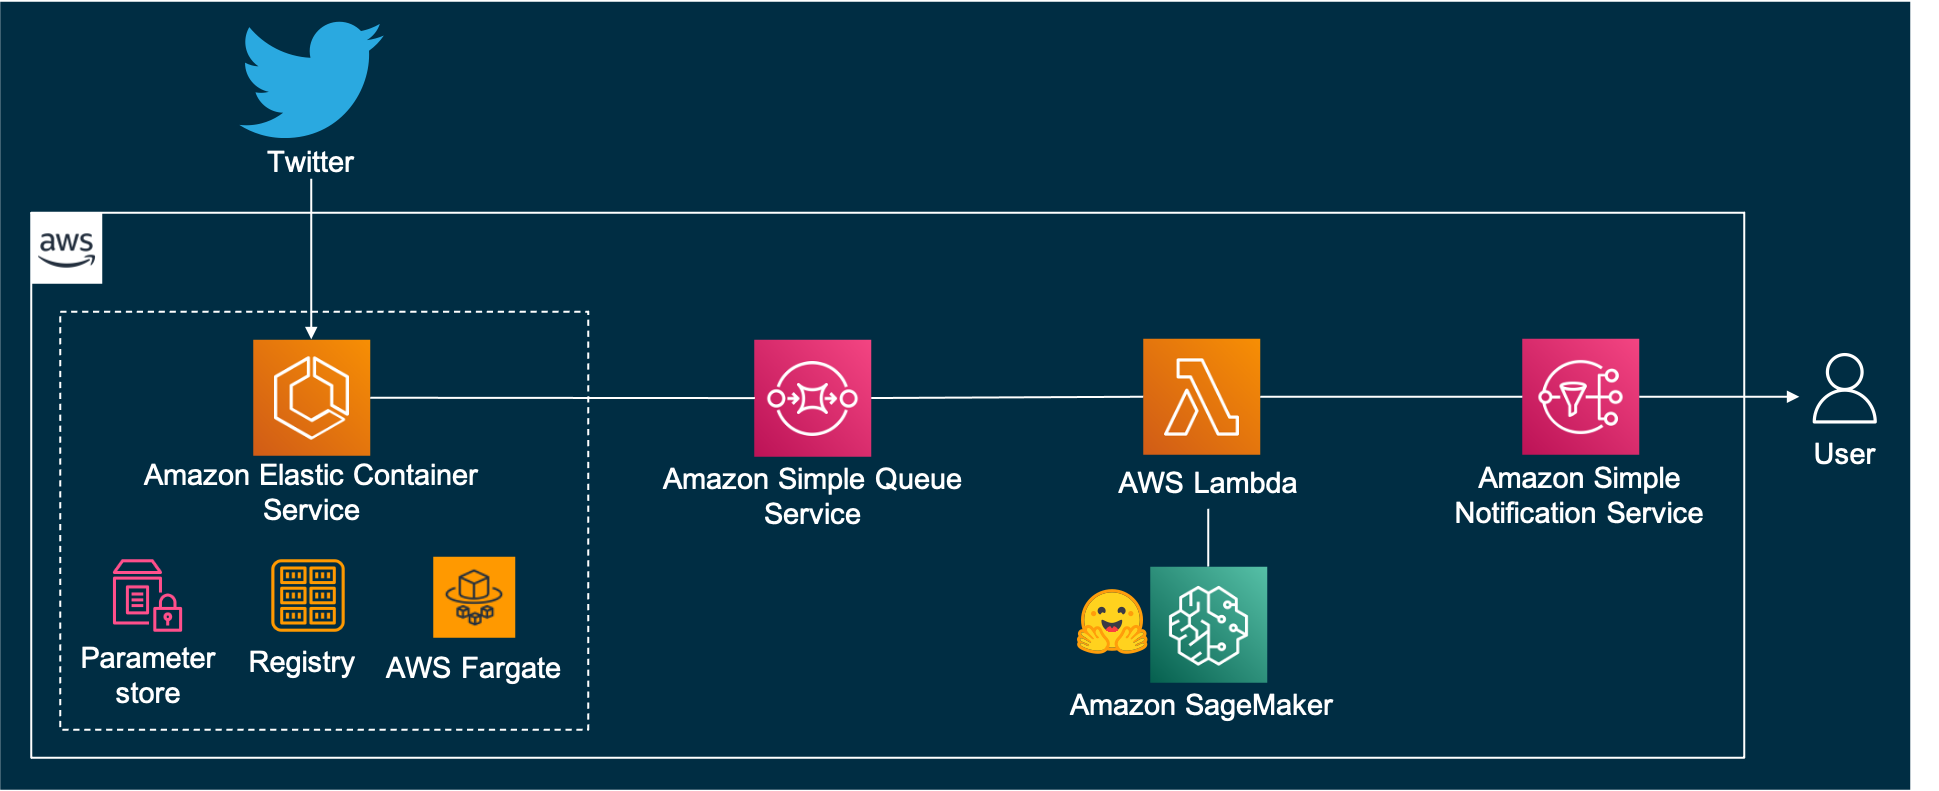 Twitter
aws
Amazon Elastic Container
Service
Amazon Simple Queue
Service
AWS Lambda
Amazon Simple
Notification Service
User
Parameter
store
Registry
AWS Fargate
Amazon SageMaker